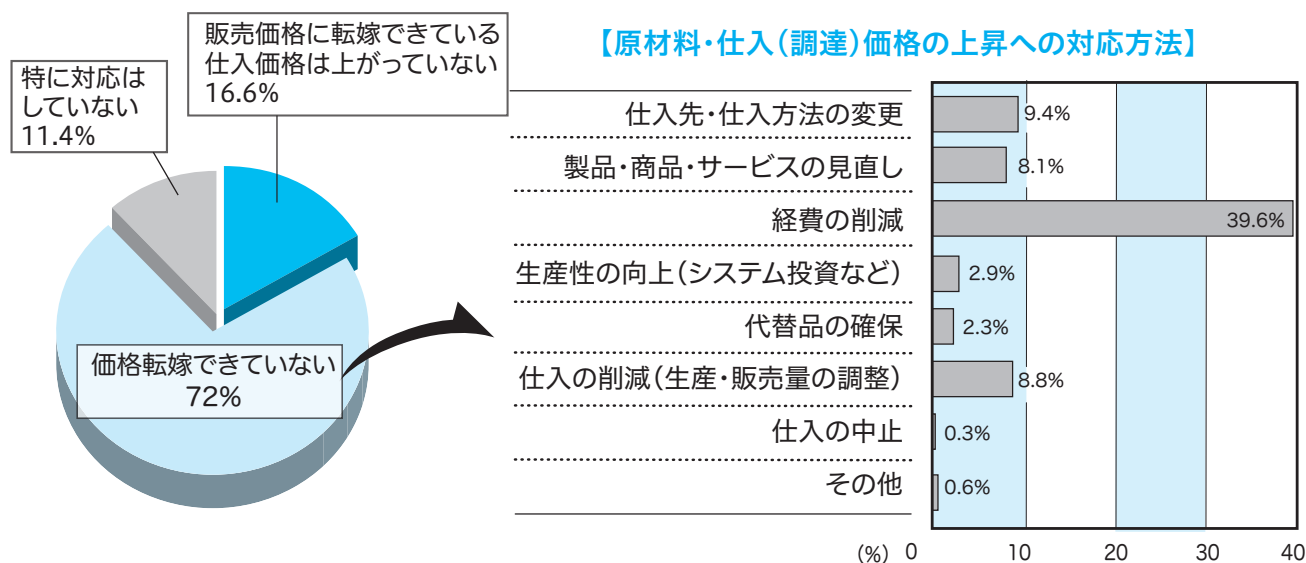 特に対応は
していない
11.4%
販売価格に転嫁できている
仕入価格は上がっていない
16.6%
価格転嫁できていない
72%
【原材料・仕入(調達)価格の上昇への対応方法】
仕入先・仕入方法の変更 9.4%
製品・商品・サービスの見直し 8.1%
経費の削減 39.6%
生産性の向上(システム投資など) 2.9%
代替品の確保 2.3%
仕入の削減(生産・販売量の調整) 8.8%
仕入の中止 0.3%
その他 0.6%
(%) 0 10 20 30 40